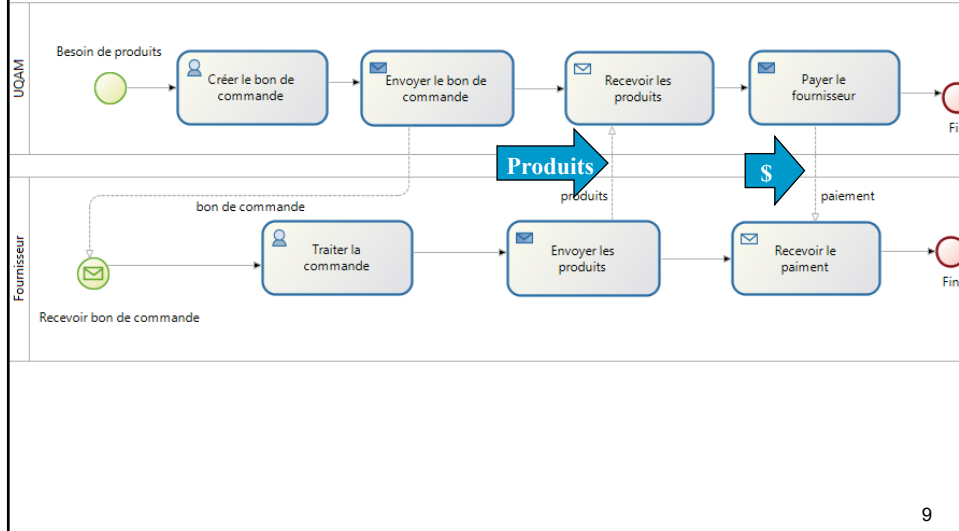 UQAM
Besoin de produits
Créer le bon de
commande
Envoyer le bon de
commande
Recevoir les
produits
Payer le
fournisseur
Fi
Produits
$
bon de commande
produits
paiement
Fournisseur
Traiter la
commande
Envoyer les
produits
Recevoir le
paiment
Fin
Recevoir bon de commande
9